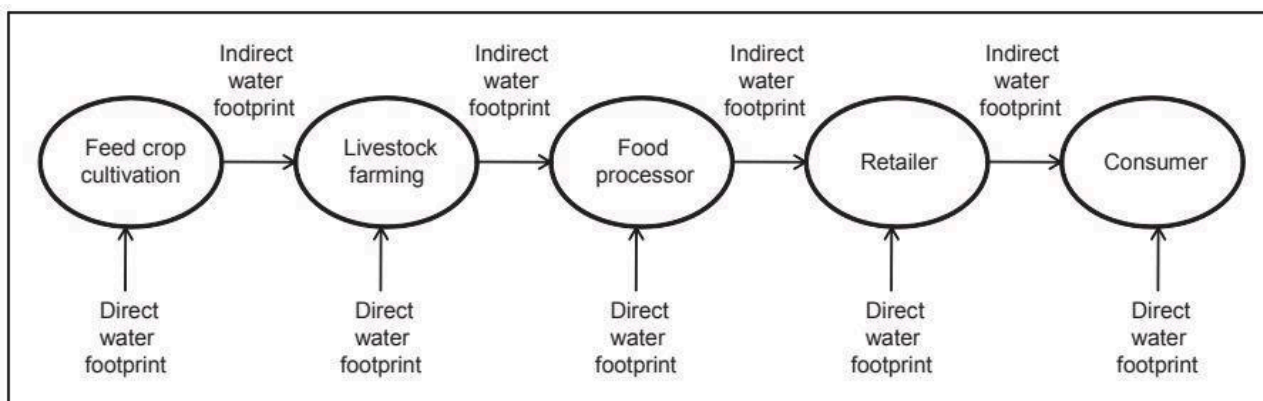 Indirect
water
footprint
Indirect
water
footprint
Indirect
water
footprint
Indirect
water
footprint
Feed crop
cultivation
Livestock
farming
Food
processor
Retailer
Consumer
Direct
water
footprint
Direct
water
footprint
Direct
water
footprint
Direct
water
footprint
Direct
water
footprint